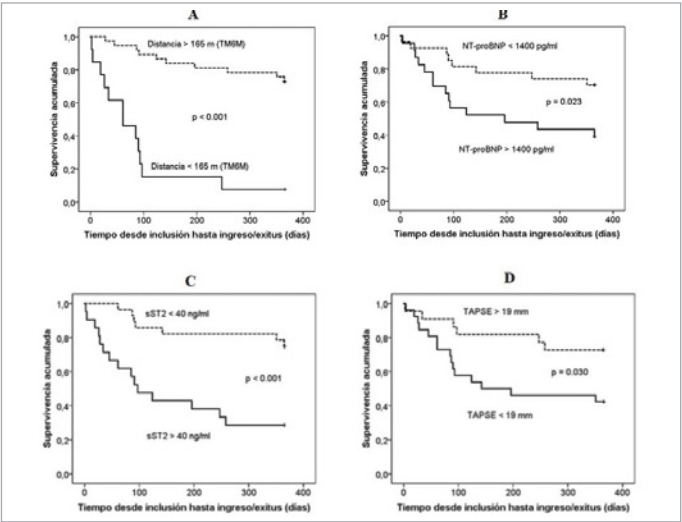 A
Supervivencia acumulada
1,0
0,8
0,6
0,4
0,2
0,0
Distancia > 165 m (TM6M)
p < 0.001
Distancia < 165 m (TM6M)
0 100 200 300 400
Tiempo desde inclusión hasta ingreso/exitus (días)
B
Supervivencia acumulada
1,0
0,8
0,6
0,4
0,2
0,0
NT-proBNP < 1400 pg/ml
p = 0.023
NT-proBNP > 1400 pg/ml
0 100 200 300 400
Tiempo desde inclusión hasta ingreso/exitus (días)
C
Supervivencia acumulada
1,0
0,8
0,6
0,4
0,2
0,0
sST2 < 40 ng/ml
p < 0.001
sST2 > 40 ng/ml
0 100 200 300 400
Tiempo desde inclusión hasta ingreso/exitus (días)
D
Supervivencia acumulada
1,0
0,8
0,6
0,4
0,2
0,0
TAPSE > 19 mm
p = 0.030
TAPSE < 19 mm
0 100 200 300 400
Tiempo desde inclusión hasta ingreso/exitus (días)